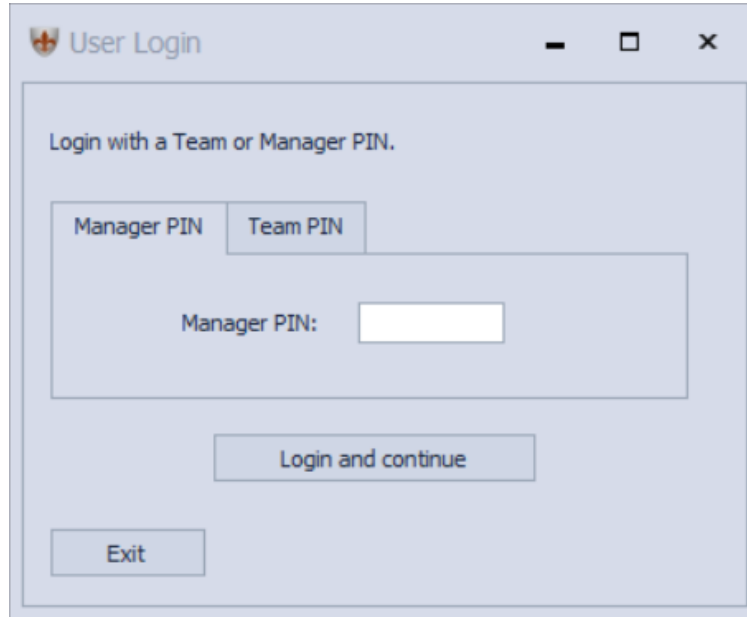 User Login
Login with a Team or Manager PIN.
Manager PIN Team PIN
Manager PIN:
Login and continue
Exit